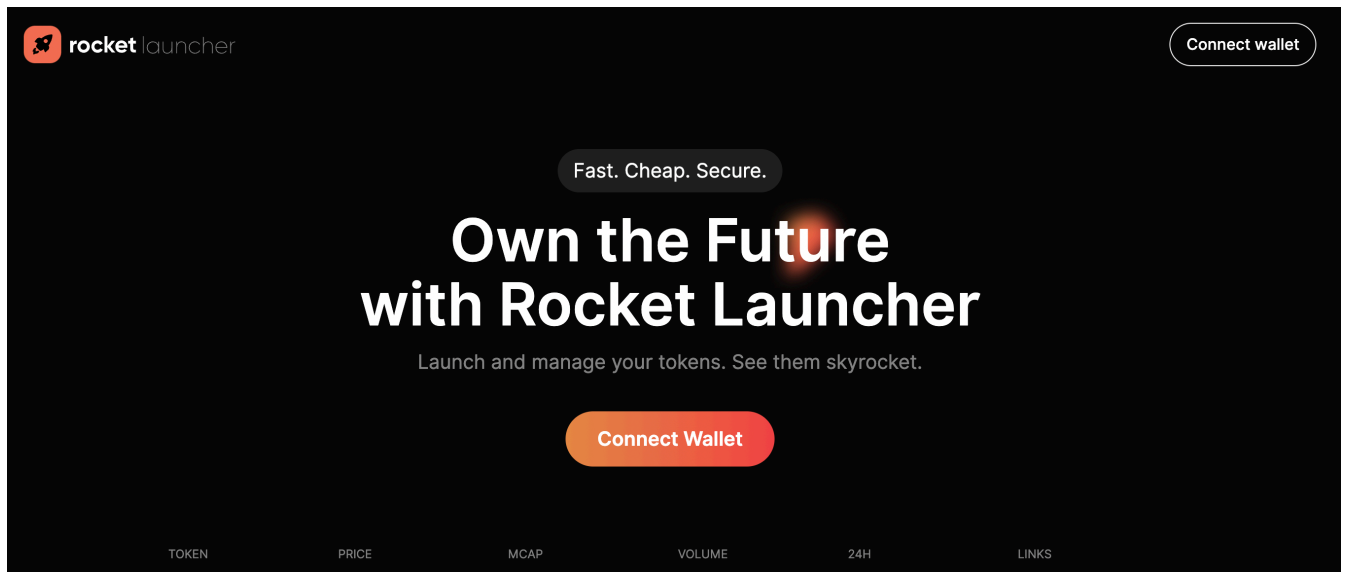 rocket launcher
Connect wallet
Fast. Cheap. Secure.
Own the Future
with Rocket Launcher
Launch and manage your tokens. See them skyrocket.
Connect Wallet
TOKEN PRICE MCAP VOLUME 24H LINKS